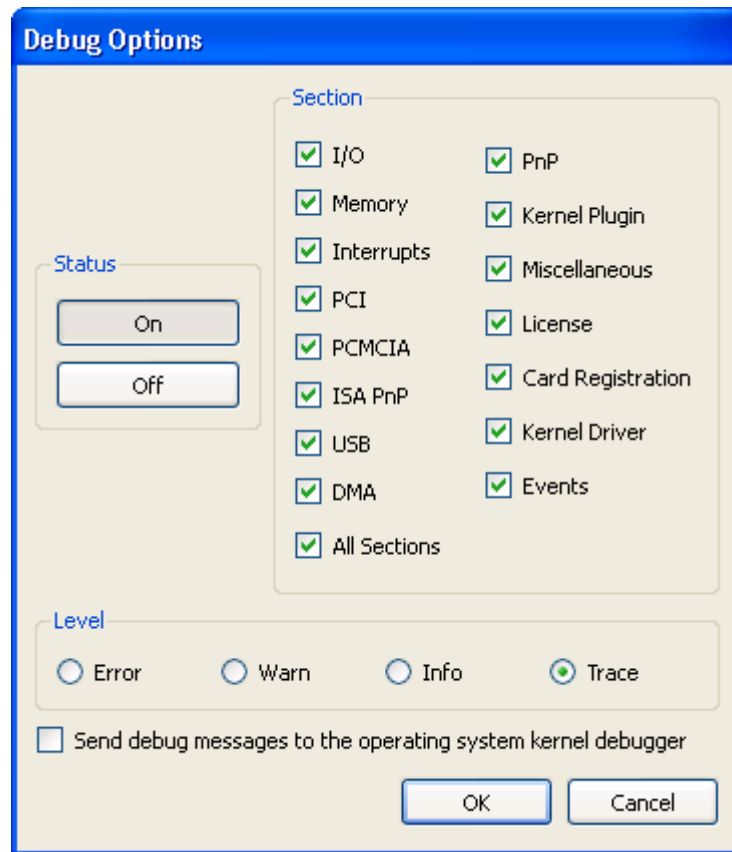 Debug Options
Section
I/O
Memory
Interrupts
PCI
PCMCIA
ISA PnP
USB
DMA
All Sections
PnP
Kernel Plugin
Miscellaneous
License
Card Registration
Kernel Driver
Events
Status
On
Off
Level
Error Warn Info Trace
Send debug messages to the operating system kernel debugger
OK Cancel